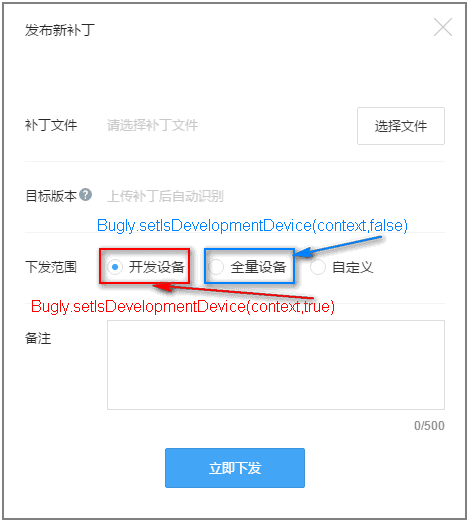 发布新补丁
补丁文件 请选择补丁文件 选择文件
目标版本 ? 上传补丁后自动识别
Bugly.setIsDevelopmentDevice(context,false)
下发范围 开发设备 全量设备 自定义
Bugly.setIsDevelopmentDevice(context,true)
备注
0/500
立即下发